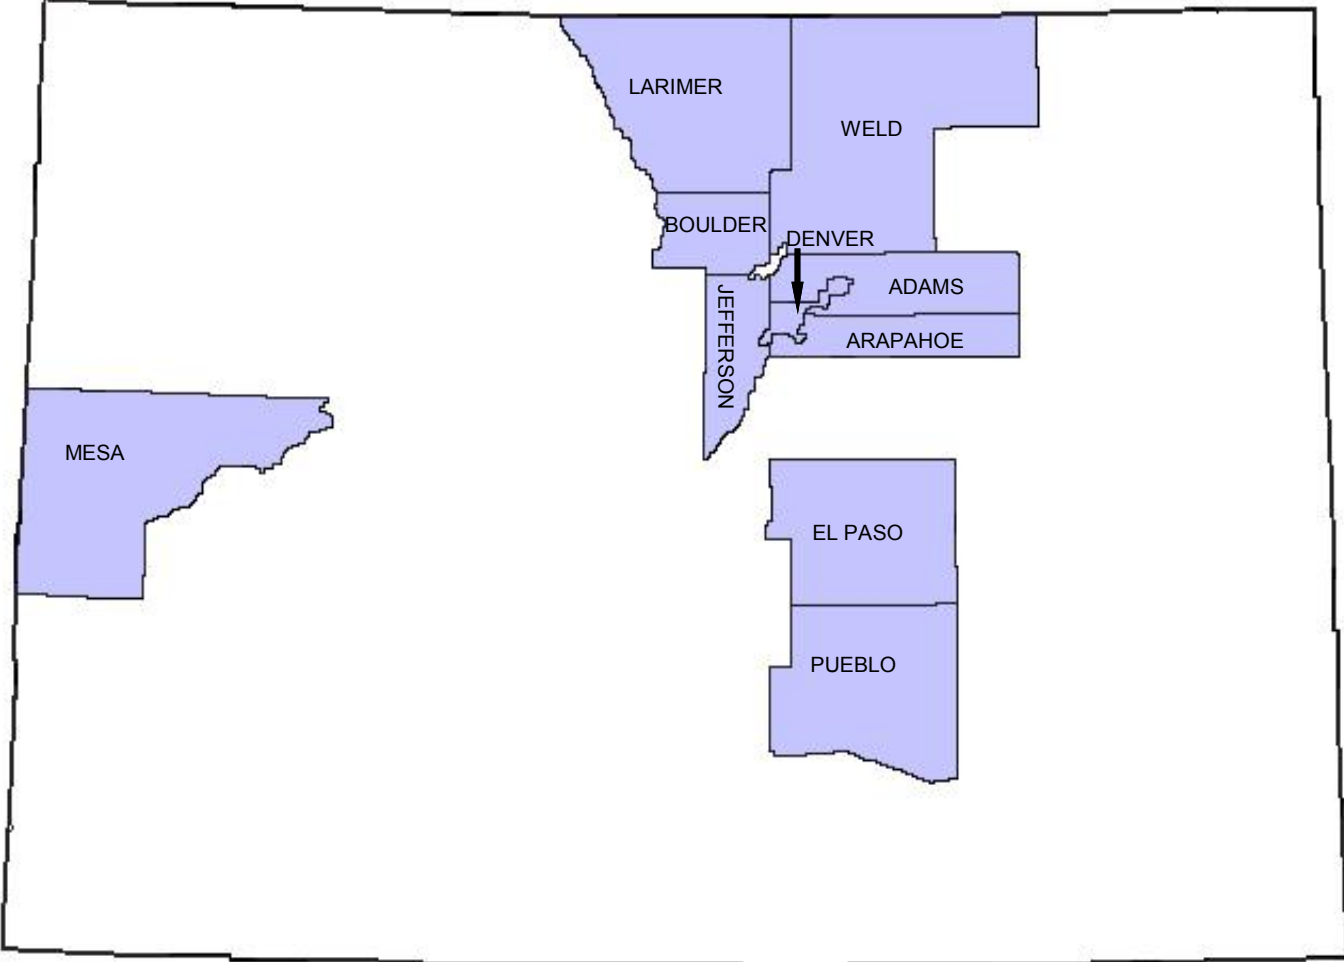 LARIMER
WELD
BOULDER
DENVER
ADAMS
JEFFERSON
ARAPAHOE
MESA
EL PASO
PUEBLO